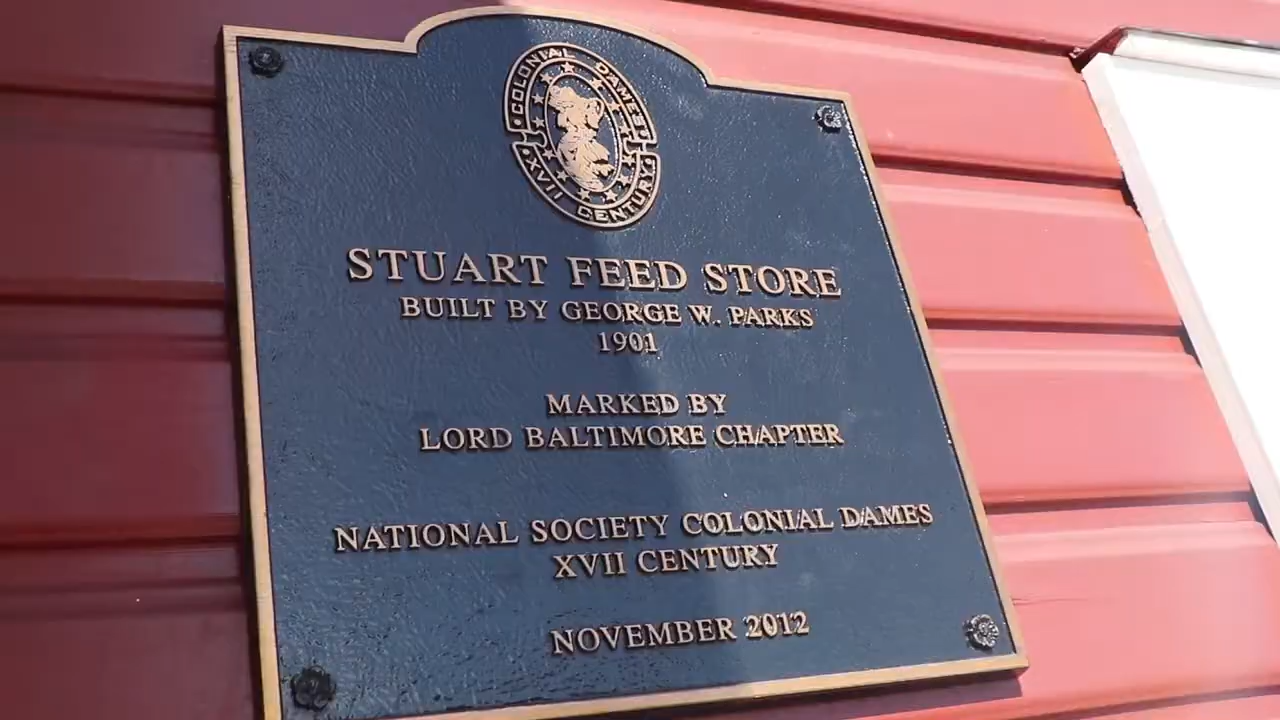 COLONIAL DAMES
XVII CENTURY
STUART FEED STORE
BUILT BY GEORGE W. PARKS
1901
MARKED BY
LORD BALTIMORE CHAPTER
NATIONAL SOCIETY COLONIAL DAMES
XVII CENTURY
NOVEMBER 2012